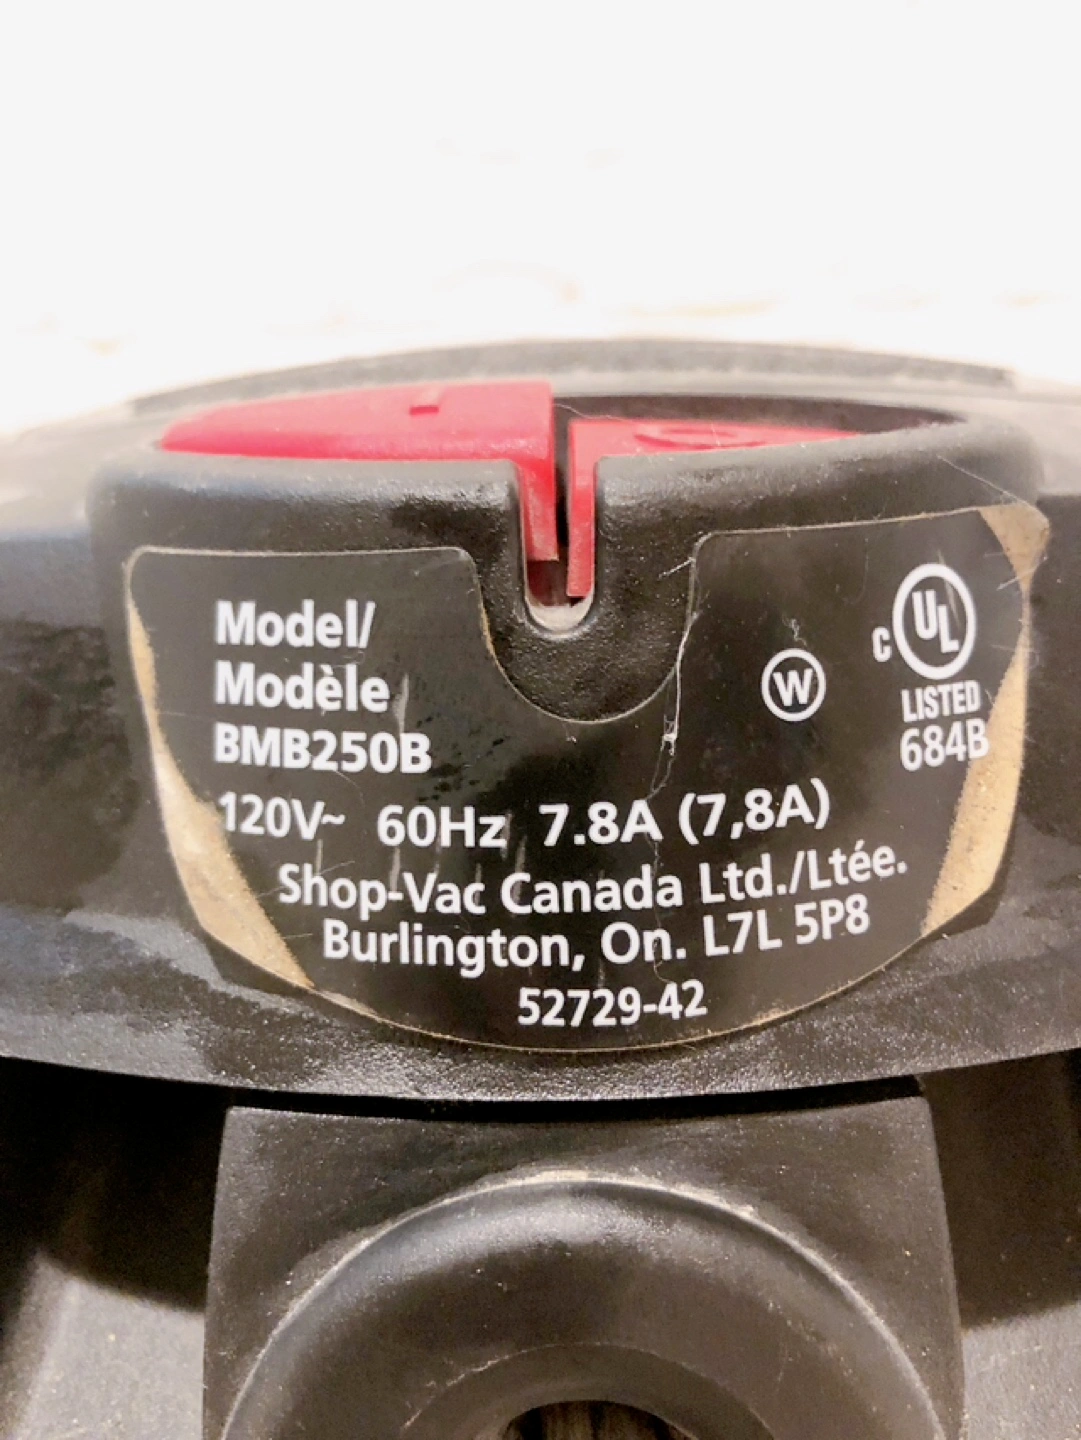 Model/
Modèle
BMB250B
W
C UL
LISTED
684B
120V~ 60Hz 7.8A (7,8A)
Shop-Vac Canada Ltd./Ltée.
Burlington, On. L7L 5P8
52729-42